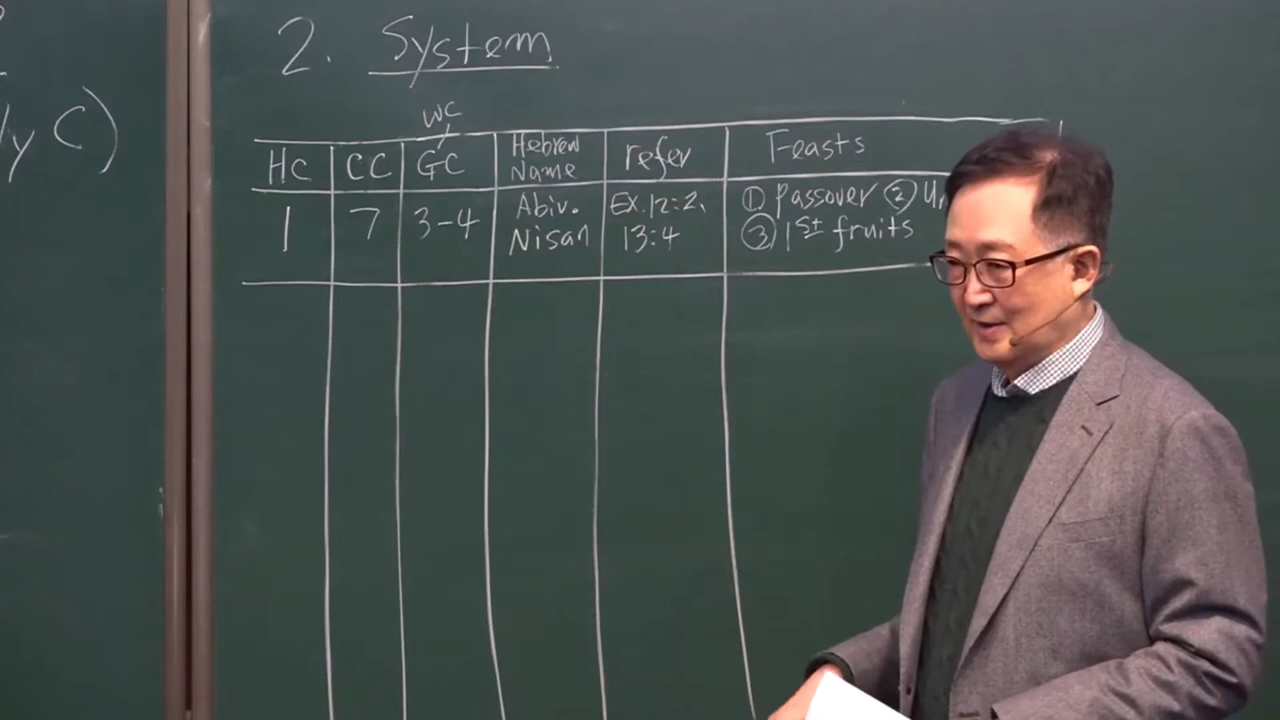 ly C)
2. System
WC
HC CC GC Hebrew Name refer Feasts
1 7 3-4 Abiv. Nisan EX.12:2, 13:4 ① Passover ②
③ 1st fruits